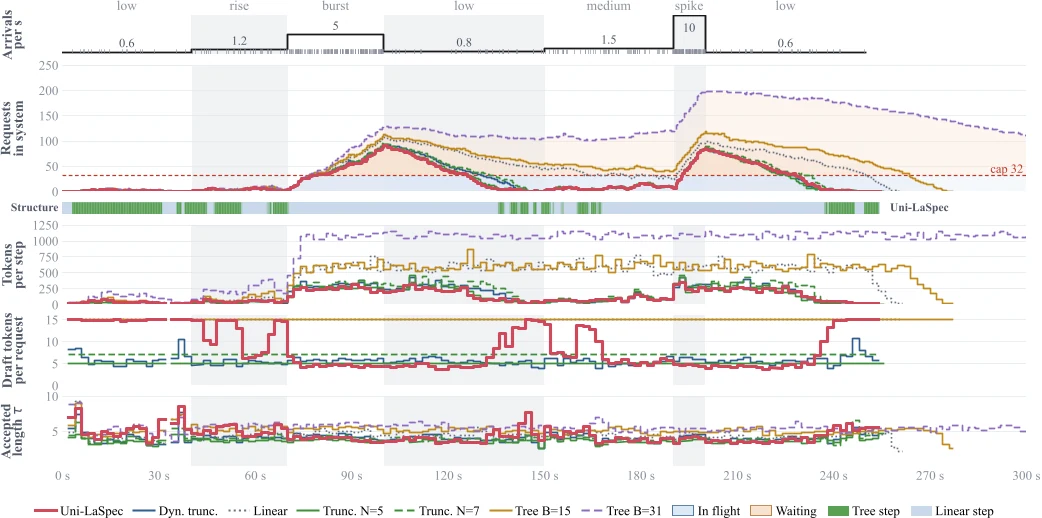 low rise burst low medium spike low
Arrivals
per s
0.6 1.2 5 0.8 1.5 10 0.6
Requests
in system
250
200
150
100
50
0
cap 32
Structure
Uni-LaSpec
Tokens
per step
1250
1000
750
500
250
0
Draft tokens
per request
15
10
5
0
Accepted
length τ
10
5
0 s 30 s 60 s 90 s 120 s 150 s 180 s 210 s 240 s 270 s 300 s
Uni-LaSpec Dyn. trunc. Linear Trunc. N=5 Trunc. N=7 Tree B=15 Tree B=31 In flight Waiting Tree step Linear step